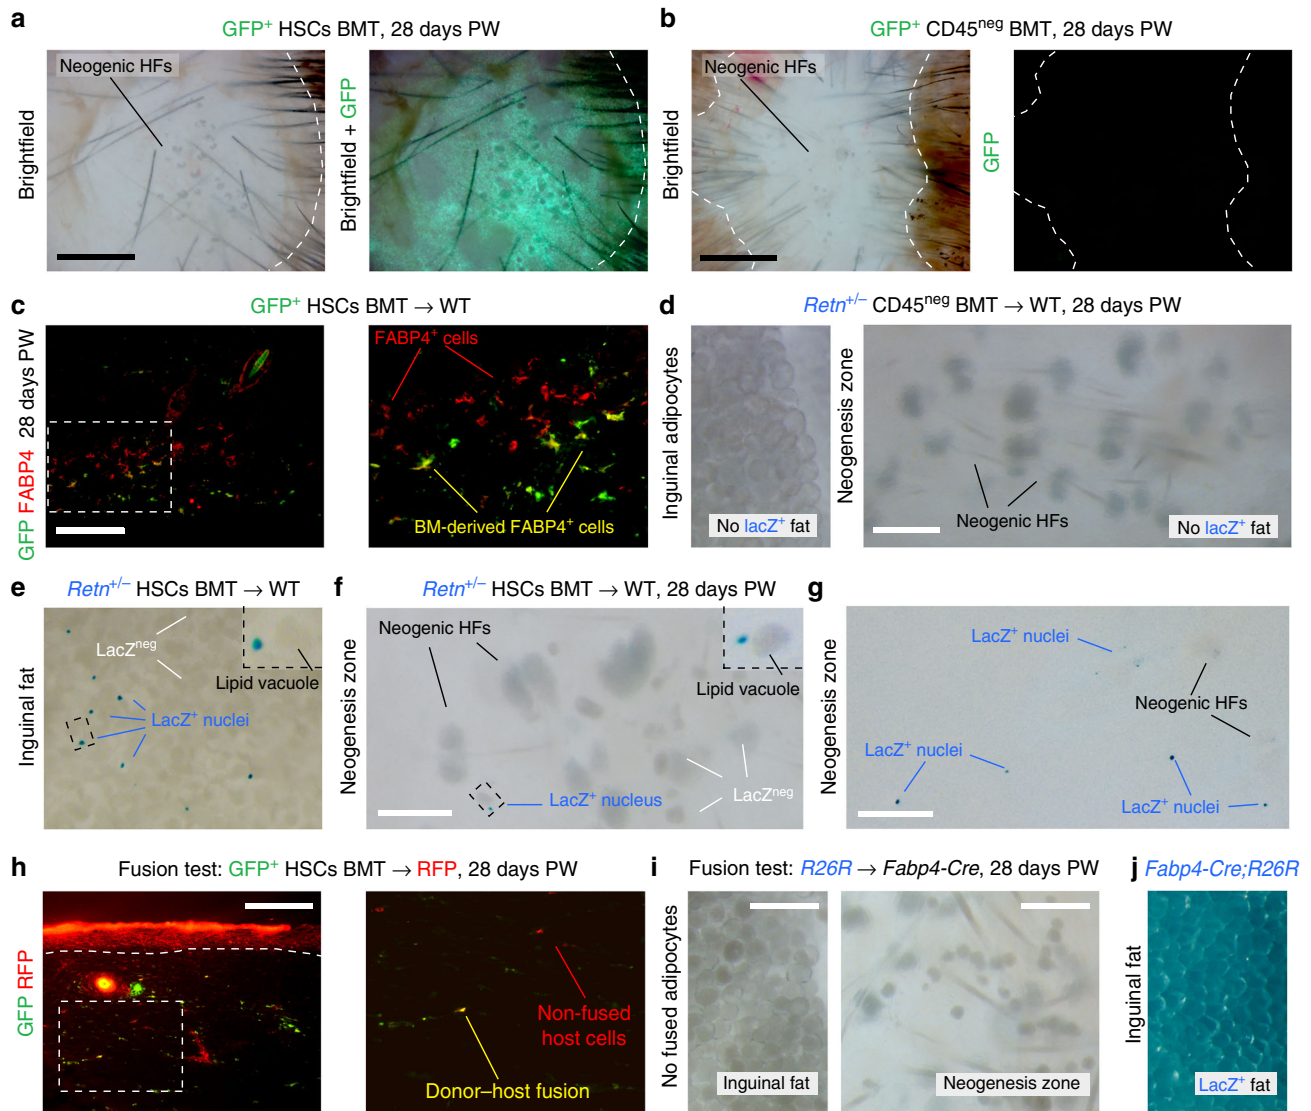 a
GFP⁺ HSCs BMT, 28 days PW
Brightfield
Neogenic HFs
Brightfield + GFP
b
GFP⁺ CD45ⁿᵉᵍ BMT, 28 days PW
Brightfield
Neogenic HFs
GFP
c
GFP⁺ HSCs BMT → WT
GFP FABP4 28 days PW
FABP4⁺ cells
BM-derived FABP4⁺ cells
d
Retn⁺/⁻ CD45ⁿᵉᵍ BMT → WT, 28 days PW
Inguinal adipocytes
No lacZ⁺ fat
Neogenesis zone
Neogenic HFs
No lacZ⁺ fat
e
Retn⁺/⁻ HSCs BMT → WT
Inguinal fat
LacZⁿᵉᵍ
Lipid vacuole
LacZ⁺ nuclei
f
Retn⁺/⁻ HSCs BMT → WT, 28 days PW
Neogenesis zone
Neogenic HFs
Lipid vacuole
LacZ⁺ nucleus
LacZⁿᵉᵍ
g
Neogenesis zone
LacZ⁺ nuclei
Neogenic HFs
LacZ⁺ nuclei
LacZ⁺ nuclei
h
Fusion test: GFP⁺ HSCs BMT → RFP, 28 days PW
GFP RFP
Non-fused
host cells
Donor–host fusion
i
Fusion test: R26R → Fabp4-Cre, 28 days PW
No fused adipocytes
Inguinal fat
Neogenesis zone
j
Fabp4-Cre;R26R
Inguinal fat
LacZ⁺ fat